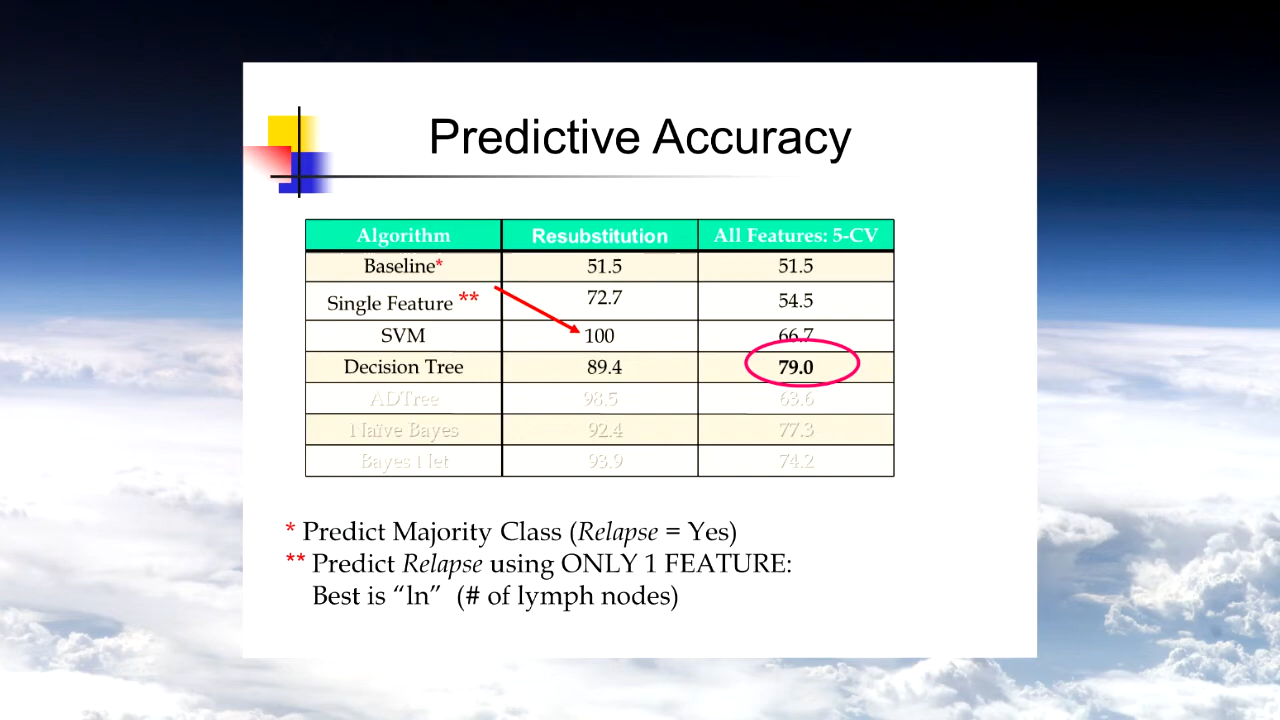 Predictive Accuracy
Algorithm Resubstitution All Features: 5-CV
Baseline* 51.5 51.5
Single Feature ** 72.7 54.5
SVM 100 66.7
Decision Tree 89.4 79.0
ADTree 98.5 63.6
Naïve Bayes 92.4 77.3
Bayes Net 93.9 74.2
* Predict Majority Class (Relapse = Yes)
** Predict Relapse using ONLY 1 FEATURE:
Best is “ln” (# of lymph nodes)